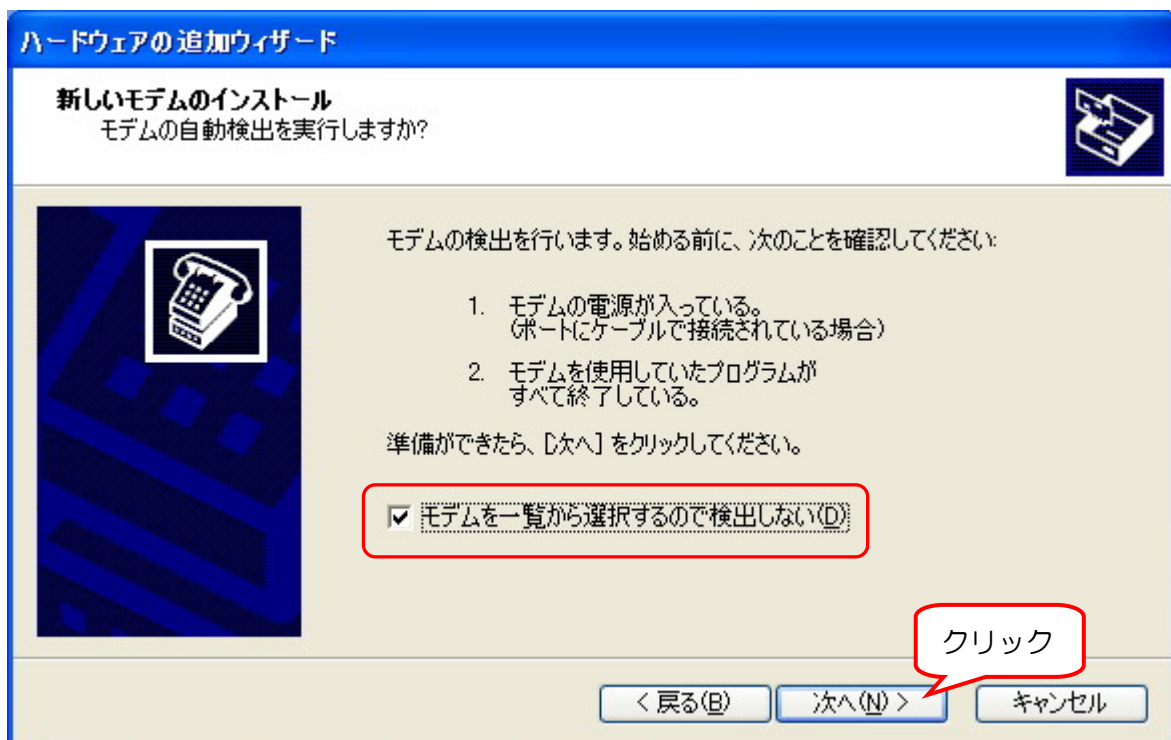 ハードウェアの追加ウィザード
新しいモデムのインストール
モデムの自動検出を実行しますか?
モデムの検出を行います。始める前に、次のことを確認してください:
1. モデムの電源が入っている。
(ポートにケーブルで接続されている場合)
2. モデムを使用していたプログラムが
すべて終了している。
準備ができたら、[次へ] をクリックしてください。
モデムを一覧から選択するので検出しない(D)
クリック
< 戻る(B) 次へ(N) > キャンセル